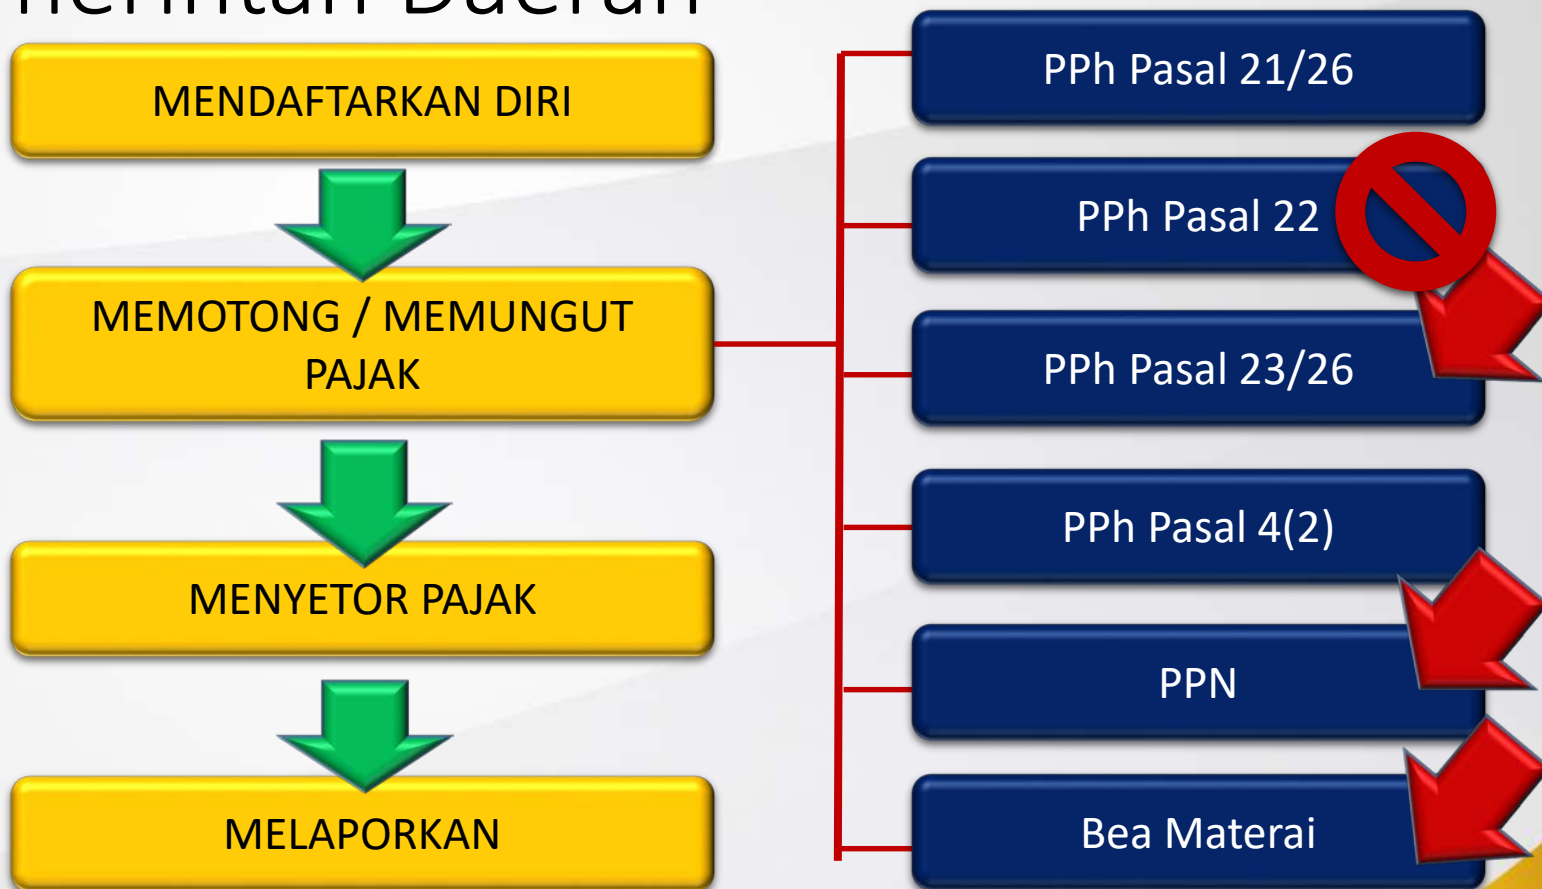 Daerah
MENDAFTARKAN DIRI
MEMOTONG / MEMUNGUT
PAJAK
MENYETOR PAJAK
MELAPORKAN
PPh Pasal 21/26
PPh Pasal 22
PPh Pasal 23/26
PPh Pasal 4(2)
PPN
Bea Materai